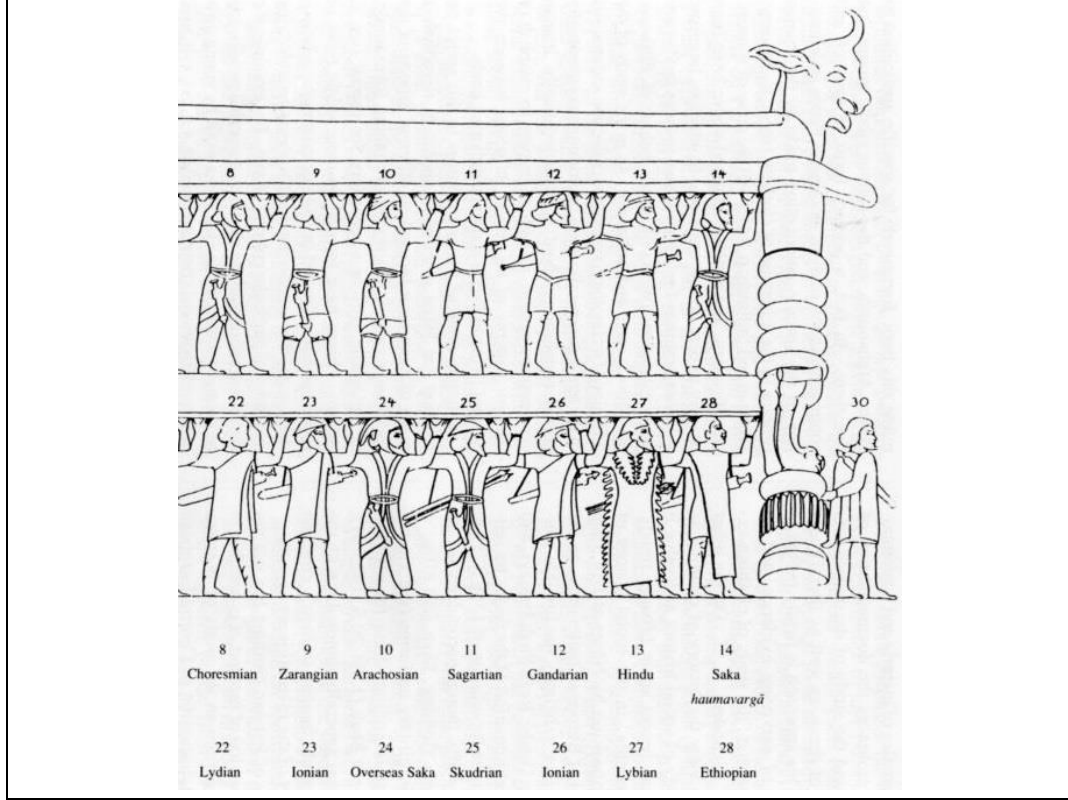 8 9 10 11 12 13 14
22 23 24 25 26 27 28 30
8 9 10 11 12 13 14
Choresmian Zarangian Arachosian Sagartian Gandarian Hindu Saka
haumavargā
22 23 24 25 26 27 28
Lydian Ionian Overseas Saka Skudrian Ionian Lybian Ethiopian